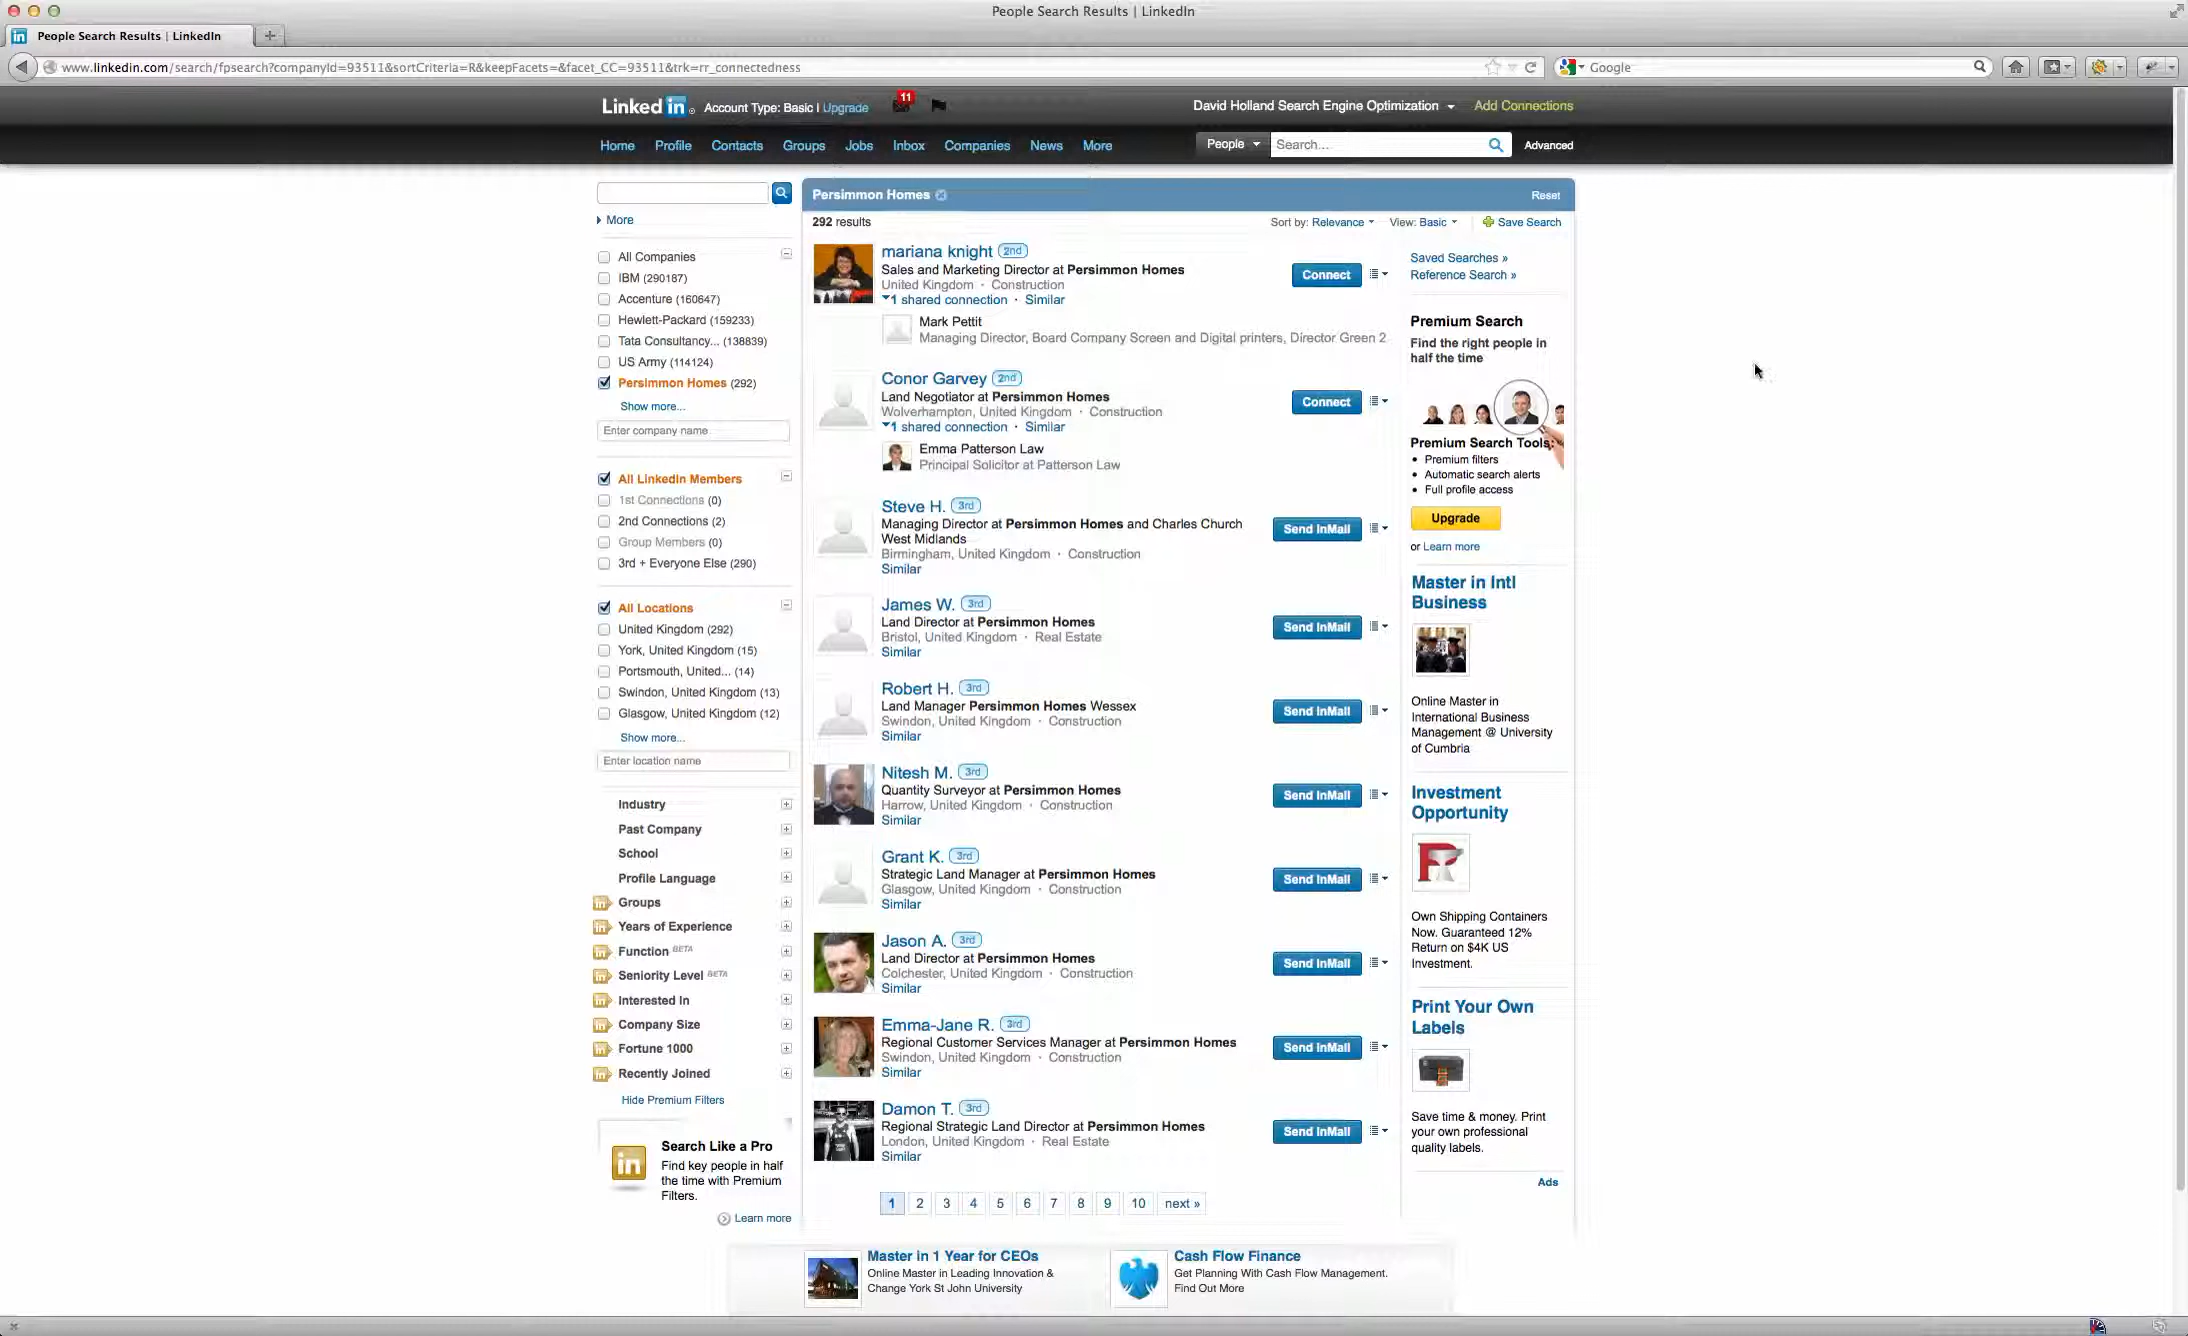 People Search Results | LinkedIn
People Search Results | LinkedIn
www.linkedin.com/search/fpsearch?companyId=93511&sortCriteria=R&keepFacets=&facet_CC=93511&trk=rr_connectedness
Google
Linked in Account Type: Basic | Upgrade 11
David Holland Search Engine Optimization Add Connections
Home Profile Contacts Groups Jobs Inbox Companies News More
People Search... Advanced
More
All Companies
IBM (290187)
Accenture (160647)
Hewlett-Packard (159233)
Tata Consultancy... (138839)
US Army (114124)
Persimmon Homes (292)
Show more...
Enter company name
All LinkedIn Members
1st Connections (0)
2nd Connections (2)
Group Members (0)
3rd + Everyone Else (290)
All Locations
United Kingdom (292)
York, United Kingdom (15)
Portsmouth, United... (14)
Swindon, United Kingdom (13)
Glasgow, United Kingdom (12)
Show more...
Enter location name
Industry
Past Company
School
Profile Language
Groups
Years of Experience
Function BETA
Seniority Level BETA
Interested In
Company Size
Fortune 1000
Recently Joined
Hide Premium Filters
Search Like a Pro
Find key people in half
the time with Premium
Filters.
Learn more
Persimmon Homes Reset
292 results Sort by: Relevance View: Basic Save Search
mariana knight 2nd
Sales and Marketing Director at Persimmon Homes
United Kingdom · Construction
1 shared connection · Similar
Connect
Mark Pettit
Managing Director, Board Company Screen and Digital printers, Director Green 2
Conor Garvey 2nd
Land Negotiator at Persimmon Homes
Wolverhampton, United Kingdom · Construction
1 shared connection · Similar
Connect
Emma Patterson Law
Principal Solicitor at Patterson Law
Steve H. 3rd
Managing Director at Persimmon Homes and Charles Church
West Midlands
Birmingham, United Kingdom · Construction
Similar
Send InMail
James W. 3rd
Land Director at Persimmon Homes
Bristol, United Kingdom · Real Estate
Similar
Send InMail
Robert H. 3rd
Land Manager Persimmon Homes Wessex
Swindon, United Kingdom · Construction
Similar
Send InMail
Nitesh M. 3rd
Quantity Surveyor at Persimmon Homes
Harrow, United Kingdom · Construction
Similar
Send InMail
Grant K. 3rd
Strategic Land Manager at Persimmon Homes
Glasgow, United Kingdom · Construction
Similar
Send InMail
Jason A. 3rd
Land Director at Persimmon Homes
Colchester, United Kingdom · Construction
Similar
Send InMail
Emma-Jane R. 3rd
Regional Customer Services Manager at Persimmon Homes
Swindon, United Kingdom · Construction
Similar
Send InMail
Damon T. 3rd
Regional Strategic Land Director at Persimmon Homes
London, United Kingdom · Real Estate
Similar
Send InMail
1 2 3 4 5 6 7 8 9 10 next »
Saved Searches »
Reference Search »
Premium Search
Find the right people in
half the time
Premium Search Tools:
• Premium filters
• Automatic search alerts
• Full profile access
Upgrade
or Learn more
Master in Intl
Business
Online Master in
International Business
Management @ University
of Cumbria
Investment
Opportunity
Own Shipping Containers
Now. Guaranteed 12%
Return on $4K US
Investment.
Print Your Own
Labels
Save time & money. Print
your own professional
quality labels.
Ads
Master in 1 Year for CEOs
Online Master in Leading Innovation &
Change York St John University
Cash Flow Finance
Get Planning With Cash Flow Management.
Find Out More